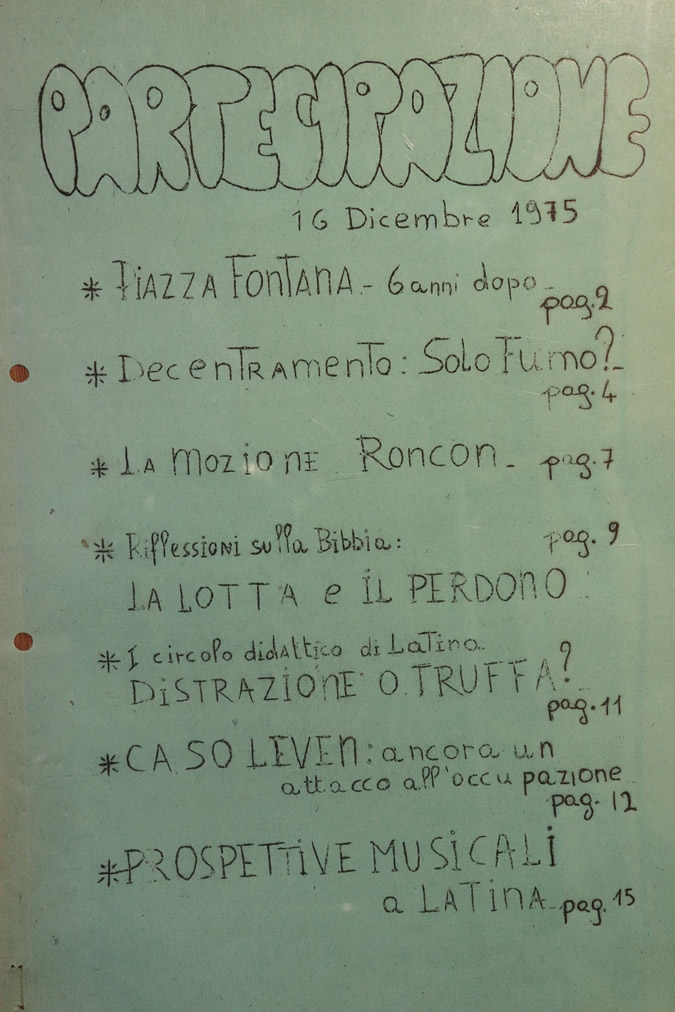 PARTECIPAZIONE
16 Dicembre 1975
* PIAZZA FONTANA - 6 anni dopo -
pag. 2
* DecenTRAmenTo: Solo Fumo? -
pag. 4
* LA MOZIONE RONCON - pag. 7
* Riflessioni sulla Bibbia: pag. 9
LA LOTTA e IL PERDONO
* I circolo didattico di Latina.
DISTRAZIONE O TRUFFA?
pag. 11
* CASO LEVEN: ancora un
attacco all'occupazione
pag. 12
* PROSPETTIVE MUSICALI
a LATINA - pag. 15